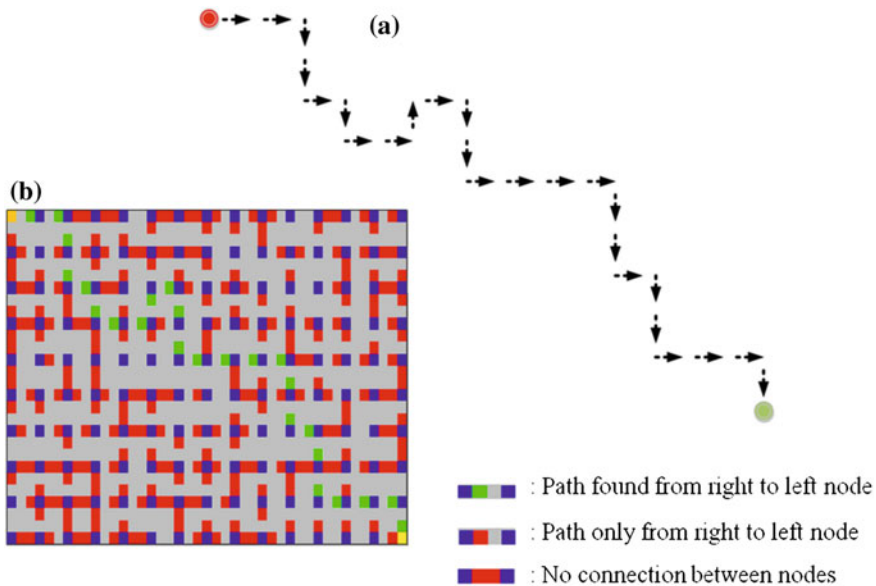 (a)
(b)
: Path found from right to left node
: Path only from right to left node
: No connection between nodes